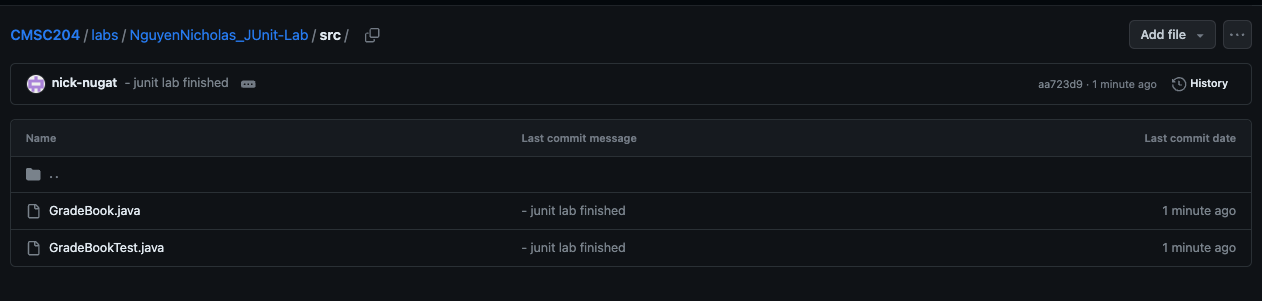 CMSC204 / labs / NguyenNicholas_JUnit-Lab / src /
Add file
nick-nugat - junit lab finished
aa723d9 · 1 minute ago
History
Name Last commit message Last commit date
..
GradeBook.java - junit lab finished 1 minute ago
GradeBookTest.java - junit lab finished 1 minute ago